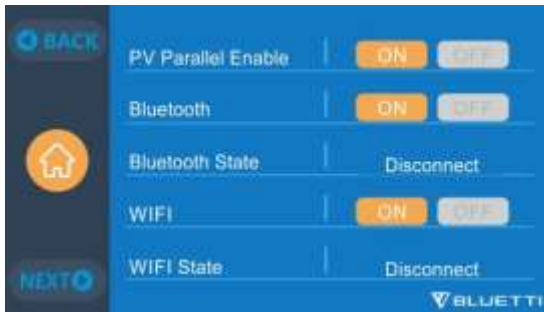 BACK
PV Parallel Enable ON OFF
Bluetooth ON OFF
Bluetooth State Disconnect
WIFI ON OFF
WIFI State Disconnect
NEXT
BLUETTI